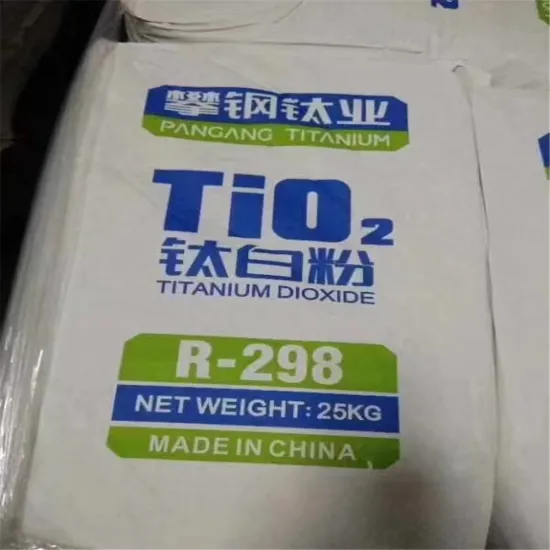 攀钢钛业
PANGANG TITANIUM
TiO2
钛白粉
TITANIUM DIOXIDE
R-298
NET WEIGHT: 25KG
MADE IN CHINA